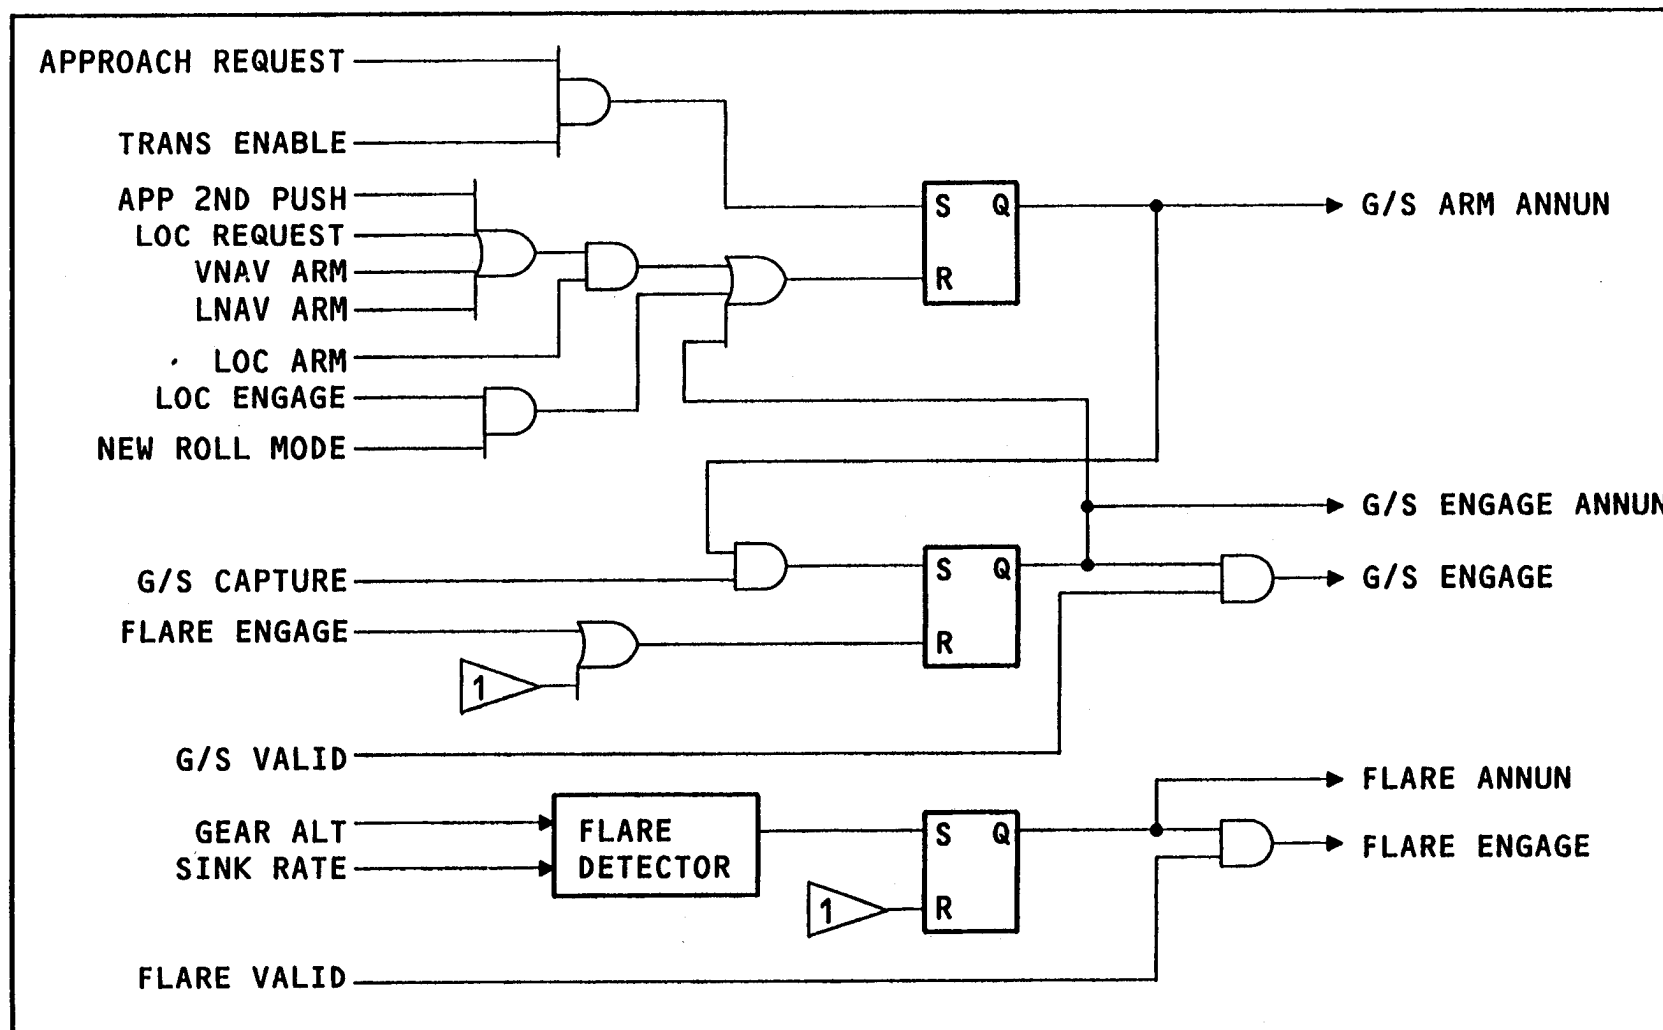 APPROACH REQUEST
TRANS ENABLE
APP 2ND PUSH
LOC REQUEST
VNAV ARM
LNAV ARM
LOC ARM
LOC ENGAGE
NEW ROLL MODE
S Q
R
G/S ARM ANNUN
G/S CAPTURE
FLARE ENGAGE
1
S Q
R
G/S ENGAGE ANNUN
G/S ENGAGE
G/S VALID
GEAR ALT
SINK RATE
FLARE
DETECTOR
1
S Q
R
FLARE ANNUN
FLARE ENGAGE
FLARE VALID